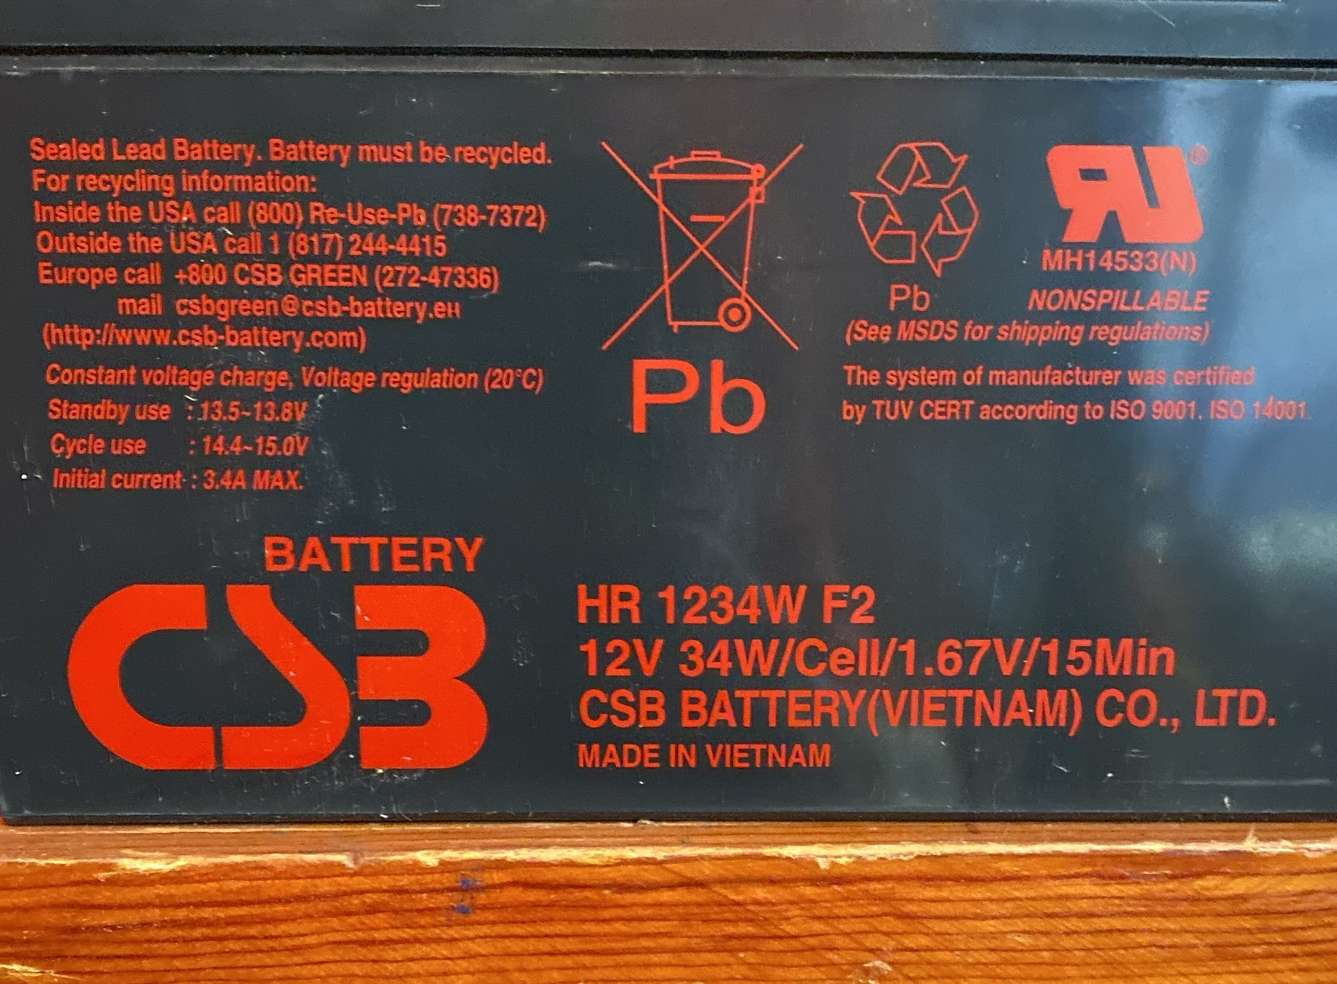 Sealed Lead Battery. Battery must be recycled.
For recycling information:
Inside the USA call (800) Re-Use-Pb (738-7372)
Outside the USA call 1 (817) 244-4415
Europe call +800 CSB GREEN (272-47336)
mail csbgreen@csb-battery.eu
(http://www.csb-battery.com)
Constant voltage charge, Voltage regulation (20°C)
Standby use : 13.5~13.8V
Cycle use : 14.4~15.0V
Initial current : 3.4A MAX.
Pb
Pb
RU®
MH14533(N)
NONSPILLABLE
(See MSDS for shipping regulations)
The system of manufacturer was certified
by TUV CERT according to ISO 9001. ISO 14001.
BATTERY
CSB
HR 1234W F2
12V 34W/Cell/1.67V/15Min
CSB BATTERY(VIETNAM) CO., LTD.
MADE IN VIETNAM